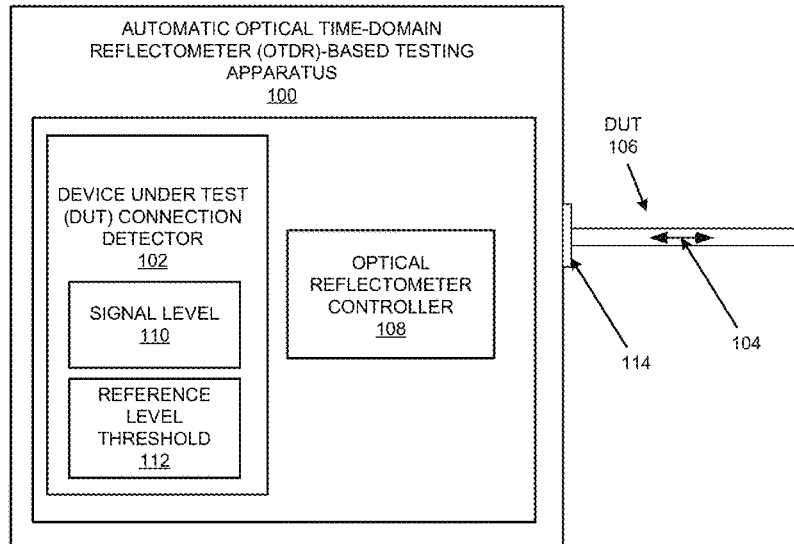 AUTOMATIC OPTICAL TIME-DOMAIN
REFLECTOMETER (OTDR)-BASED TESTING
APPARATUS
100
DUT
106
DEVICE UNDER TEST
(DUT) CONNECTION
DETECTOR
102
SIGNAL LEVEL
110
REFERENCE
LEVEL
THRESHOLD
112
OPTICAL
REFLECTOMETER
CONTROLLER
108
114
104